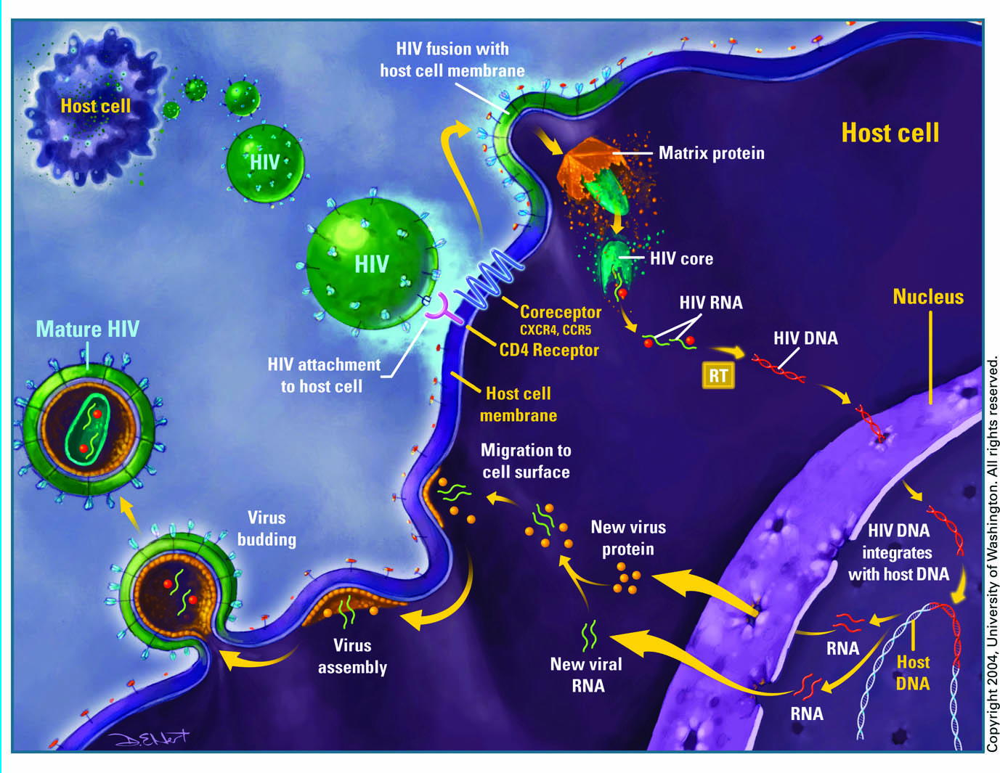 HIV fusion with
host cell membrane
Host cell
Host cell
HIV
Matrix protein
HIV
HIV core
Nucleus
HIV RNA
Coreceptor
CXCR4, CCR5
CD4 Receptor
HIV DNA
Mature HIV
HIV attachment
to host cell
RT
Host cell
membrane
Migration to
cell surface
Virus
budding
New virus
protein
HIV DNA
integrates
with host DNA
Virus
assembly
New viral
RNA
RNA
RNA
Host
DNA
D. Ehlert
Copyright 2004, University of Washington. All rights reserved.